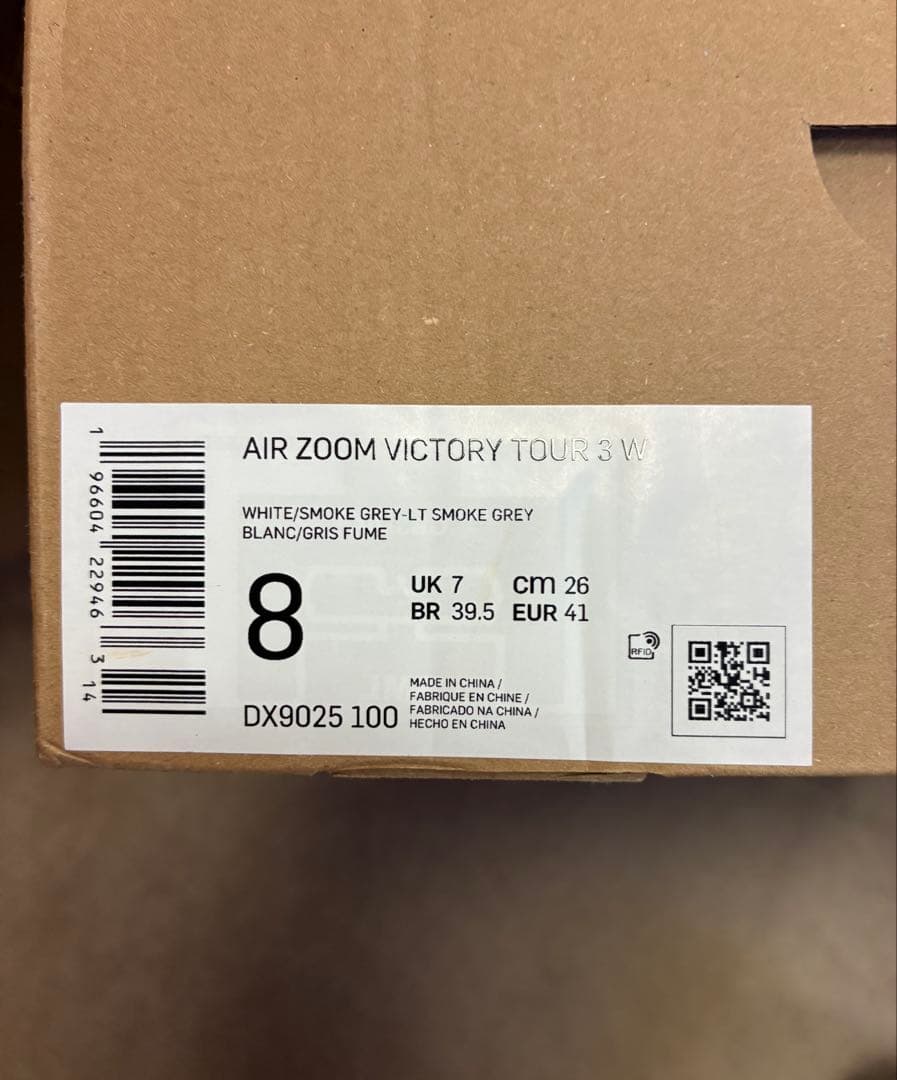 AIR ZOOM VICTORY TOUR 3 W
WHITE/SMOKE GREY-LT SMOKE GREY
BLANC/GRIS FUME
8
UK 7 cm 26
BR 39.5 EUR 41
MADE IN CHINA /
FABRIQUE EN CHINE /
FABRICADO NA CHINA /
HECHO EN CHINA
DX9025 100
RFID
1 96604 22946 3 14